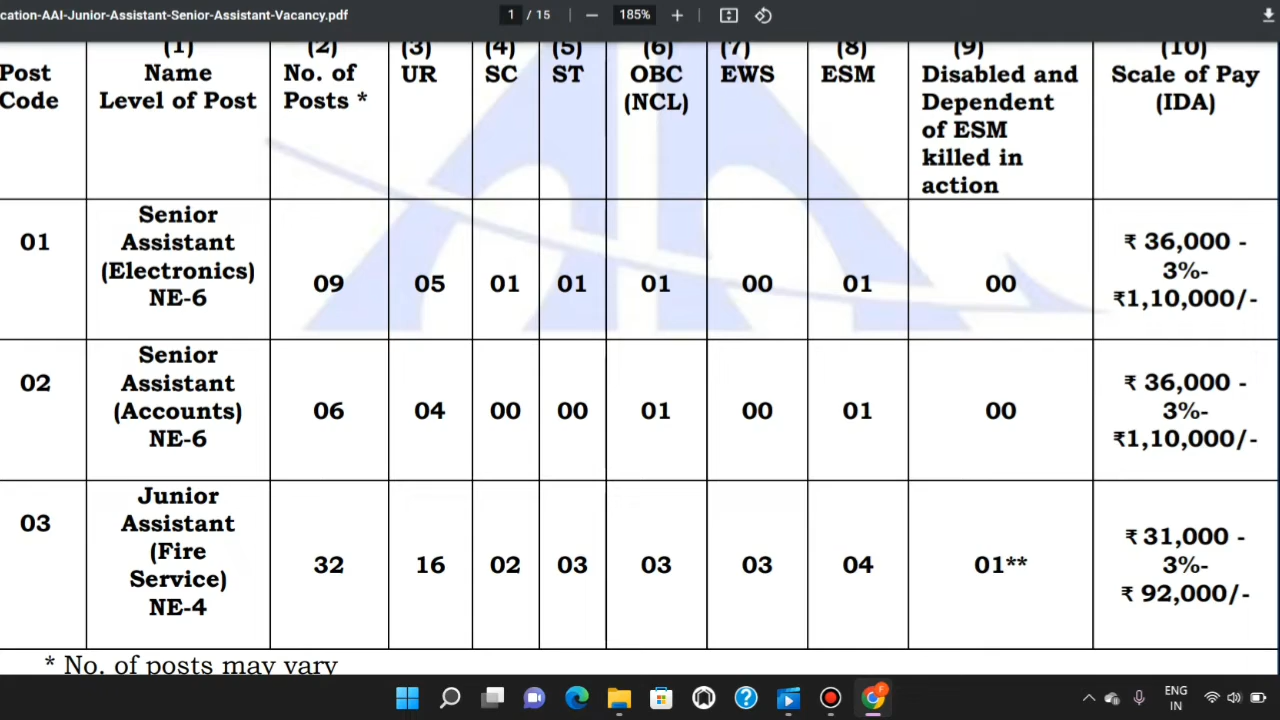 cation-AAI-Junior-Assistant-Senior-Assistant-Vacancy.pdf 1 / 15 185%
(1) (2) (3) (4) (5) (6) (7) (8) (9) (10)
Post Code Name Level of Post No. of Posts * UR SC ST OBC (NCL) EWS ESM Disabled and Dependent of ESM killed in action Scale of Pay (IDA)
01 Senior Assistant (Electronics) NE-6 09 05 01 01 01 00 01 00 ₹ 36,000 - 3%- ₹1,10,000/-
02 Senior Assistant (Accounts) NE-6 06 04 00 00 01 00 01 00 ₹ 36,000 - 3%- ₹1,10,000/-
03 Junior Assistant (Fire Service) NE-4 32 16 02 03 03 03 04 01** ₹ 31,000 - 3%- ₹ 92,000/-
* No. of posts may vary
ENG
IN